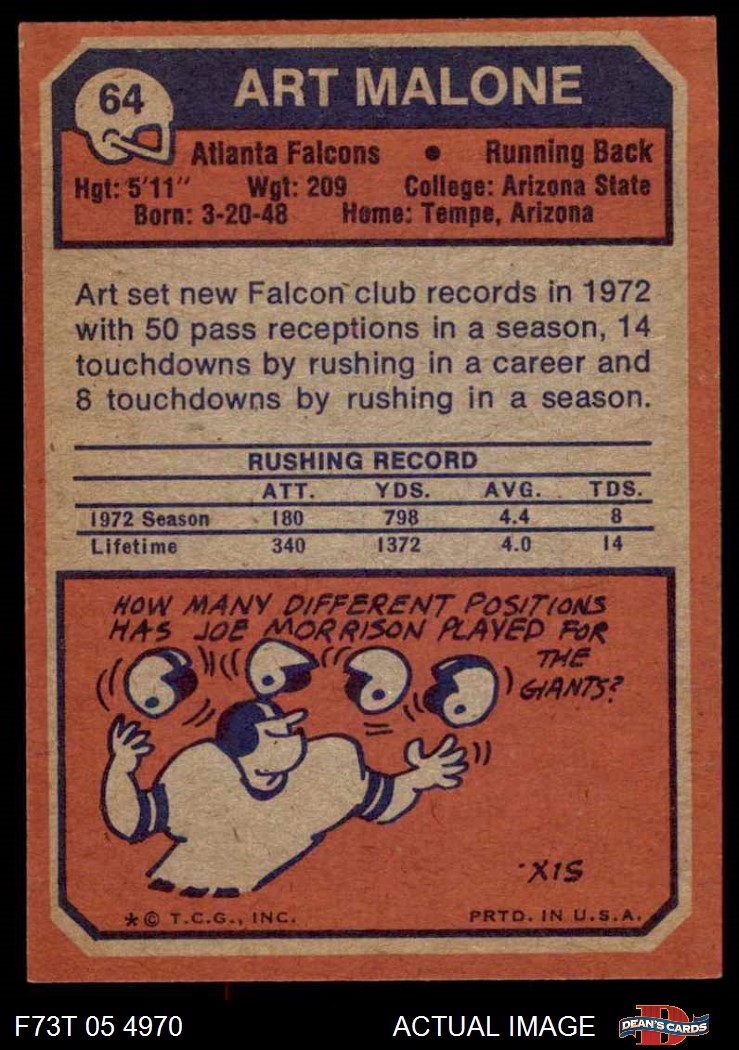 64
ART MALONE
Atlanta Falcons • Running Back
Hgt: 5'11" Wgt: 209 College: Arizona State
Born: 3-20-48 Home: Tempe, Arizona
Art set new Falcon club records in 1972
with 50 pass receptions in a season, 14
touchdowns by rushing in a career and
8 touchdowns by rushing in a season.
RUSHING RECORD
ATT. YDS. AVG. TDS.
1972 Season 180 798 4.4 8
Lifetime 340 1372 4.0 14
HOW MANY DIFFERENT POSITIONS
HAS JOE MORRISON PLAYED FOR
THE
GIANTS?
XIS
* © T.C.G., INC. PRTD. IN U.S.A.
F73T 05 4970 ACTUAL IMAGE D DEAN'S CARDS